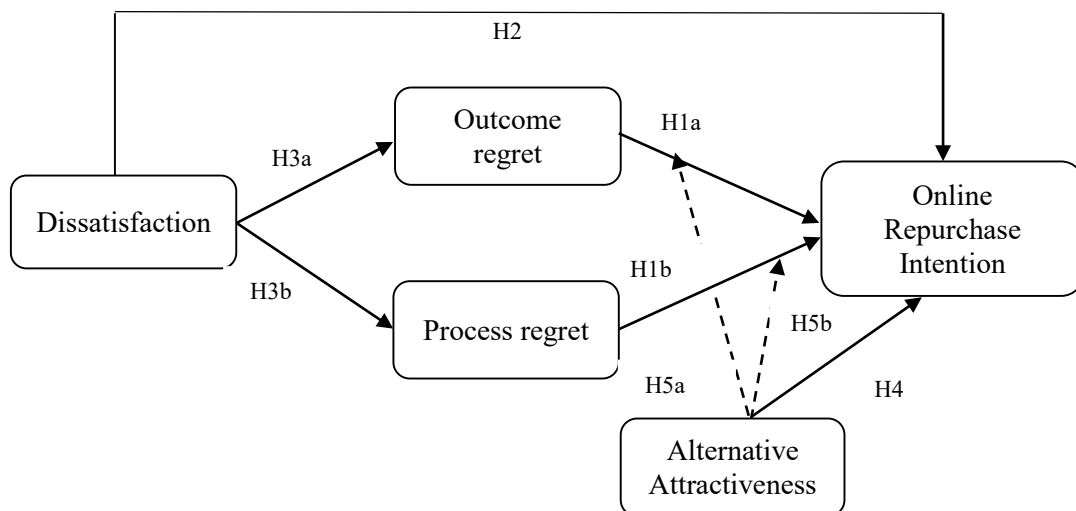 H2
Outcome
regret
H1a
H3a
Dissatisfaction
Online
Repurchase
Intention
H3b
H1b
Process regret
H5b
H5a
H4
Alternative
Attractiveness